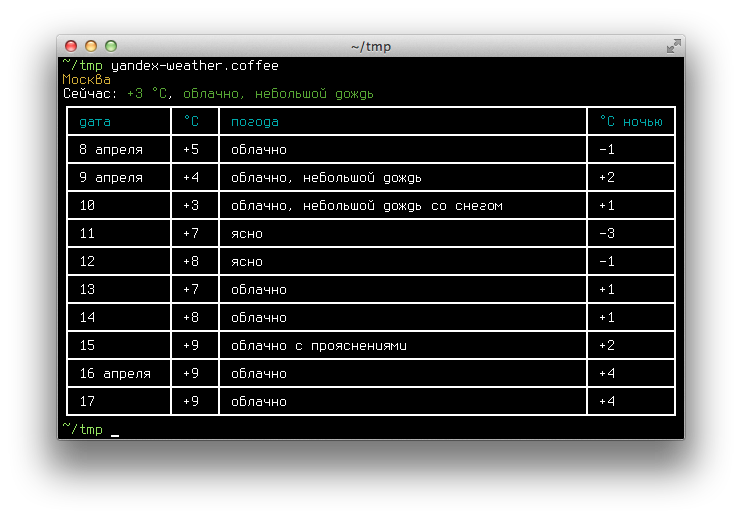 ~/tmp
~/tmp yandex-weather.coffee
Москва
Сейчас: +3 °C, облачно, небольшой дождь
дата °C погода °C ночью
8 апреля +5 облачно -1
9 апреля +4 облачно, небольшой дождь +2
10 +3 облачно, небольшой дождь со снегом +1
11 +7 ясно -3
12 +8 ясно -1
13 +7 облачно +1
14 +8 облачно +1
15 +9 облачно с прояснениями +2
16 апреля +9 облачно +4
17 +9 облачно +4
~/tmp _